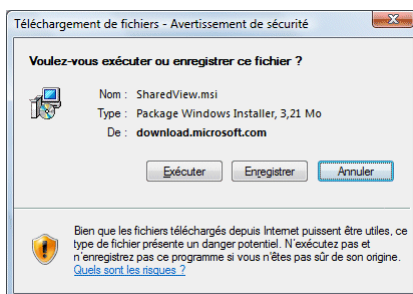 Téléchargement de fichiers - Avertissement de sécurité
Voulez-vous exécuter ou enregistrer ce fichier ?
Nom : SharedView.msi
Type : Package Windows Installer, 3,21 Mo
De : download.microsoft.com
Exécuter Enregistrer Annuler
Bien que les fichiers téléchargés depuis Internet puissent être utiles, ce
type de fichier présente un danger potentiel. N'exécutez pas et
n'enregistrez pas ce programme si vous n'êtes pas sûr de son origine.
Quels sont les risques ?